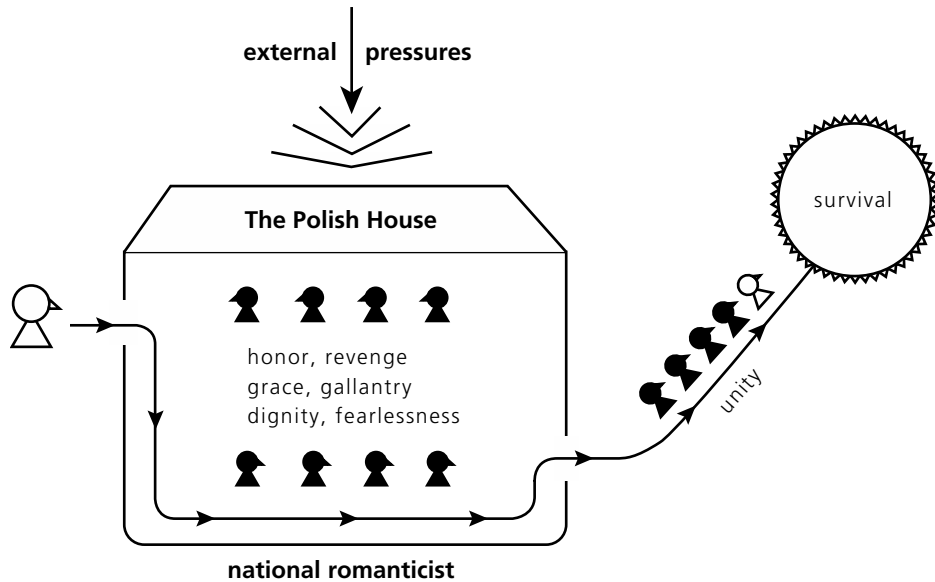 external pressures
The Polish House
survival
honor, revenge
grace, gallantry
dignity, fearlessness
unity
national romanticist